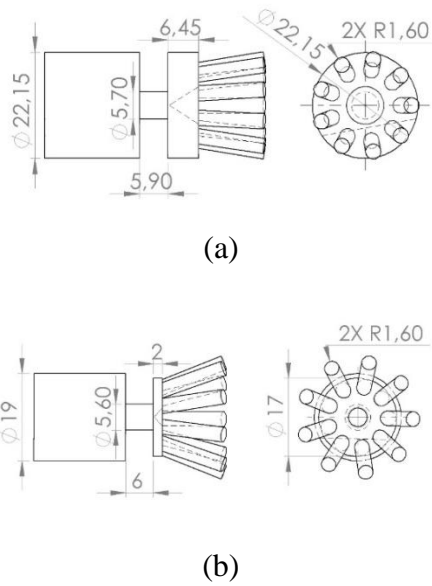 6,45
∅ 22,15
2X R1,60
∅ 22,15
∅ 5,70
5,90
(a)
2
2X R1,60
∅ 19
∅ 5,60
∅ 17
6
(b)